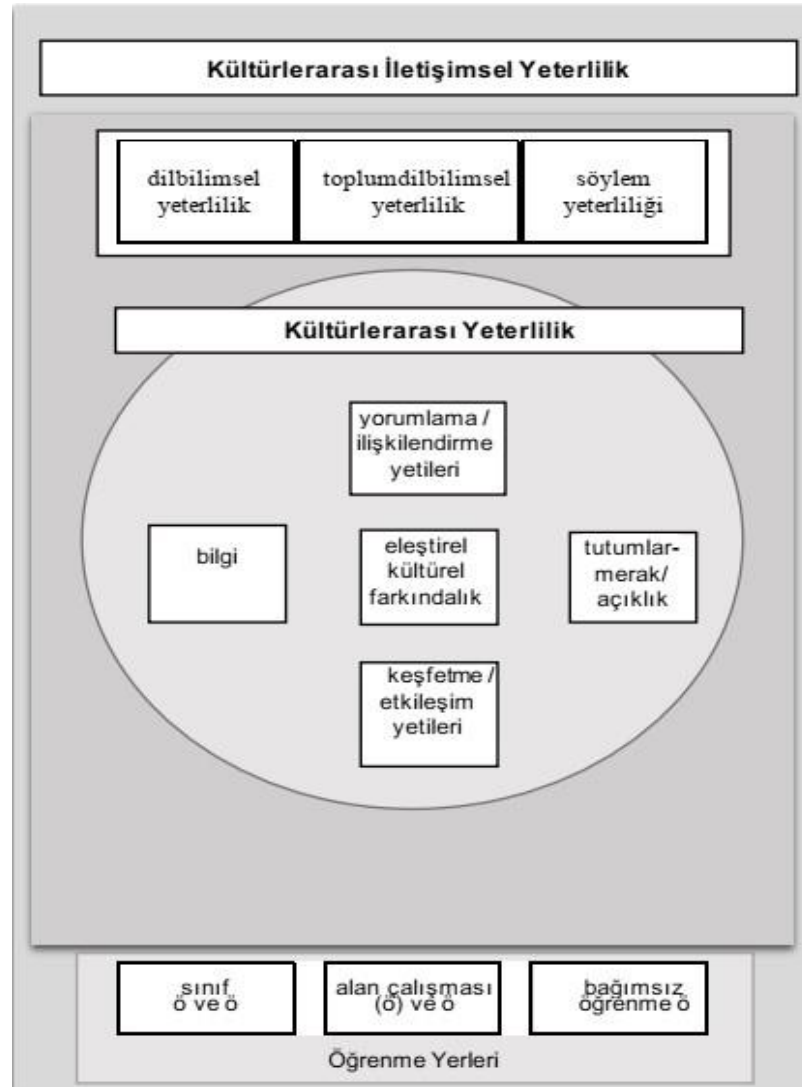 Kültürlerarası İletişimsel Yeterlilik
dilbilimsel
yeterlilik
toplumdilbilimsel
yeterlilik
söylem
yeterliliği
Kültürlerarası Yeterlilik
yorumlama /
ilişkilendirme
yetileri
bilgi
eleştirel
kültürel
farkındalık
tutumlar-
merak/
açıklık
keşfetme /
etkileşim
yetileri
sınıf
ö ve ö
alan çalışması
(ö) ve ö
bağımsız
öğrenme ö
Öğrenme Yerleri